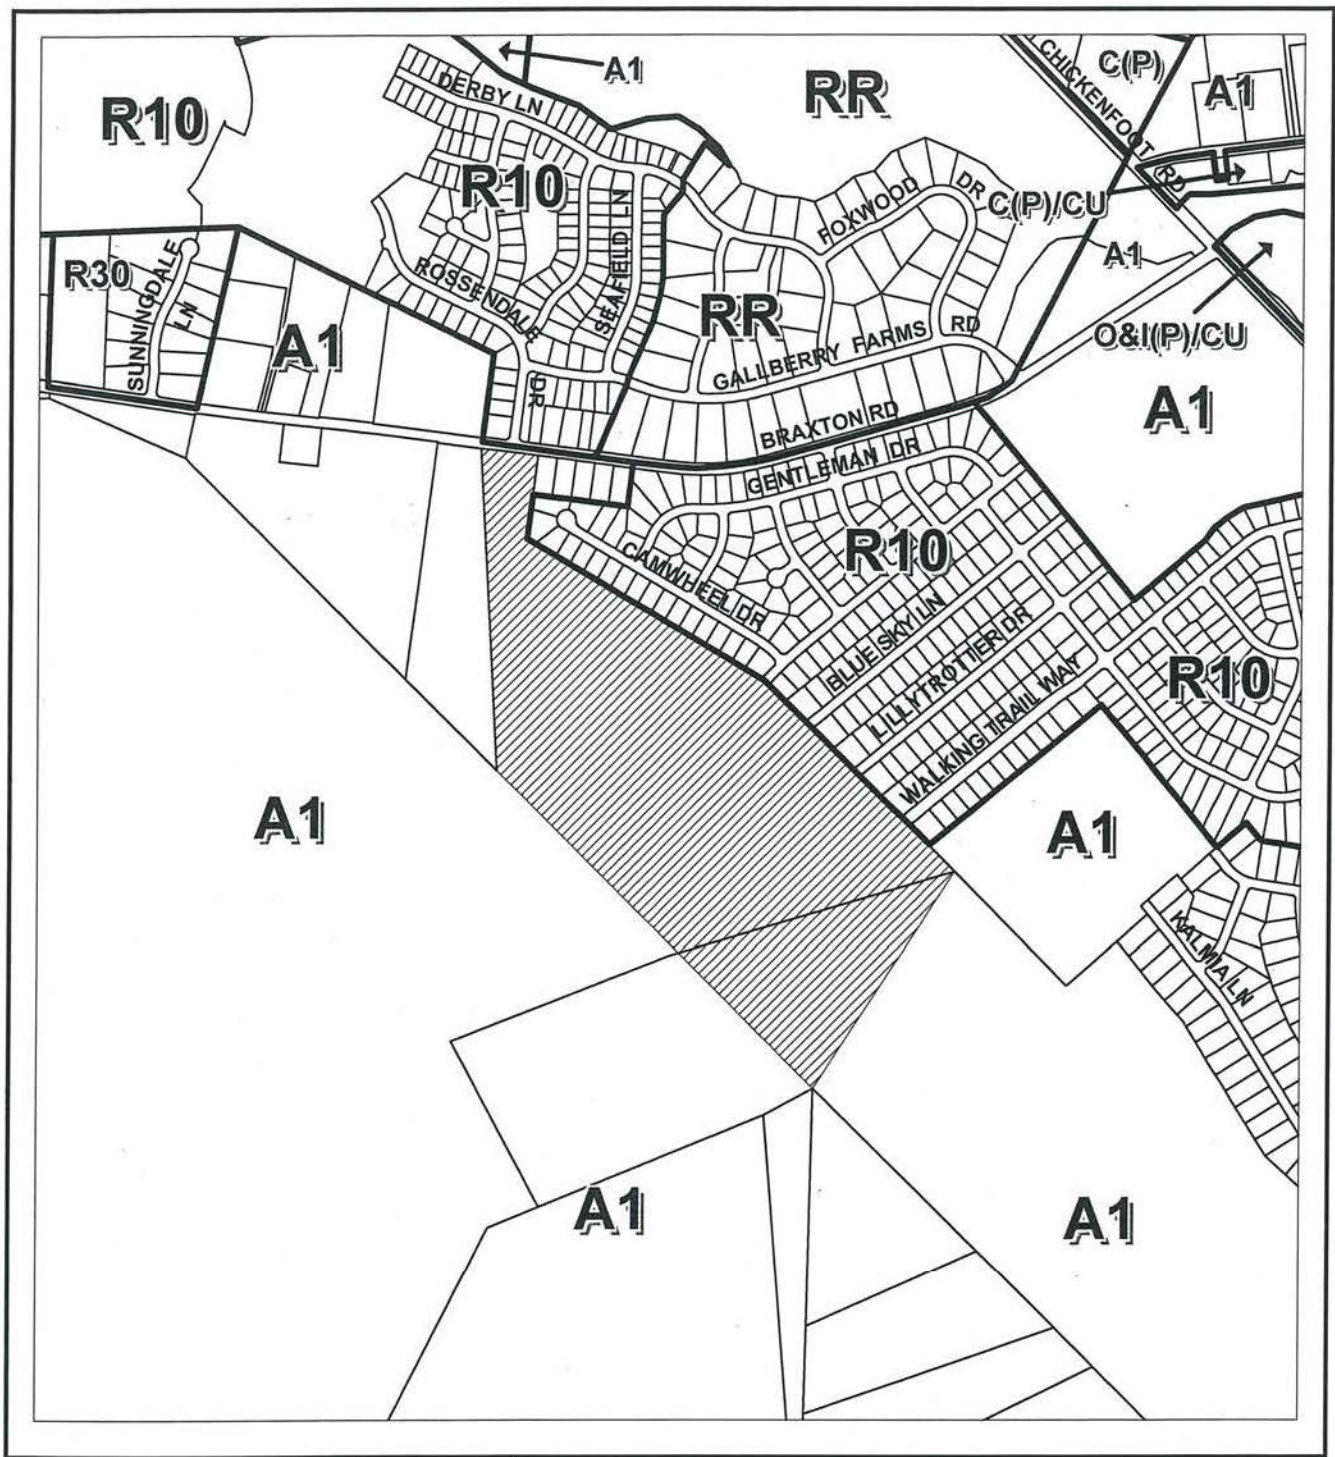 A1
RR
C(P)
A1
CHICKENFOOT RD
R10
DERBY LN
R10
FOXWOOD DR
C(P)/CU
A1
R30
SUNNINGDALE LN
A1
ROSSENDALE DR
SEAFIELD LN
RR
GALLBERRY FARMS RD
O&I(P)/CU
BRAXTON RD
A1
GENTLEMAN DR
R10
CAMWHEEL DR
BLUE SKY LN
LILLYTROTTER DR
WALKING TRAIL WAY
R10
A1
A1
KALMIA LN
A1
A1